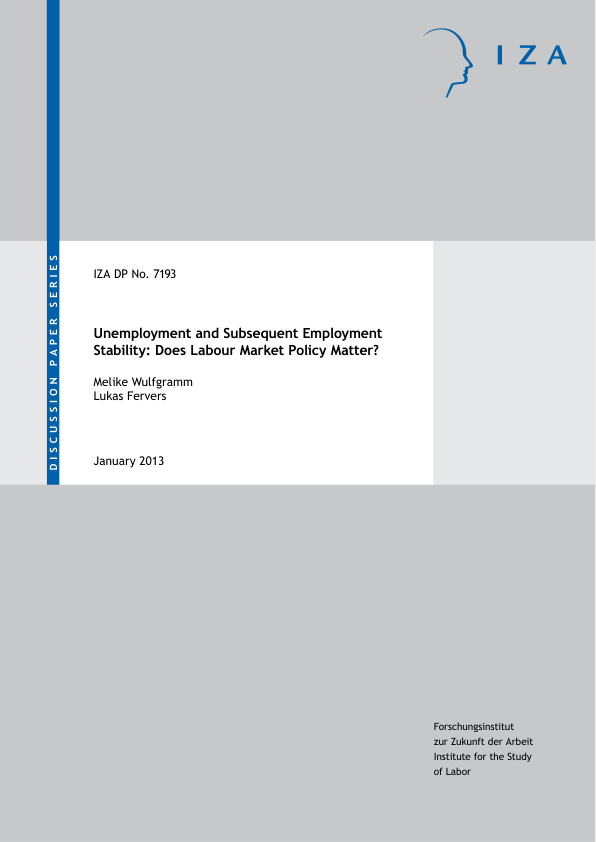 I Z A
DISCUSSION PAPER SERIES
IZA DP No. 7193
Unemployment and Subsequent Employment
Stability: Does Labour Market Policy Matter?
Melike Wulfgramm
Lukas Fervers
January 2013
Forschungsinstitut
zur Zukunft der Arbeit
Institute for the Study
of Labor